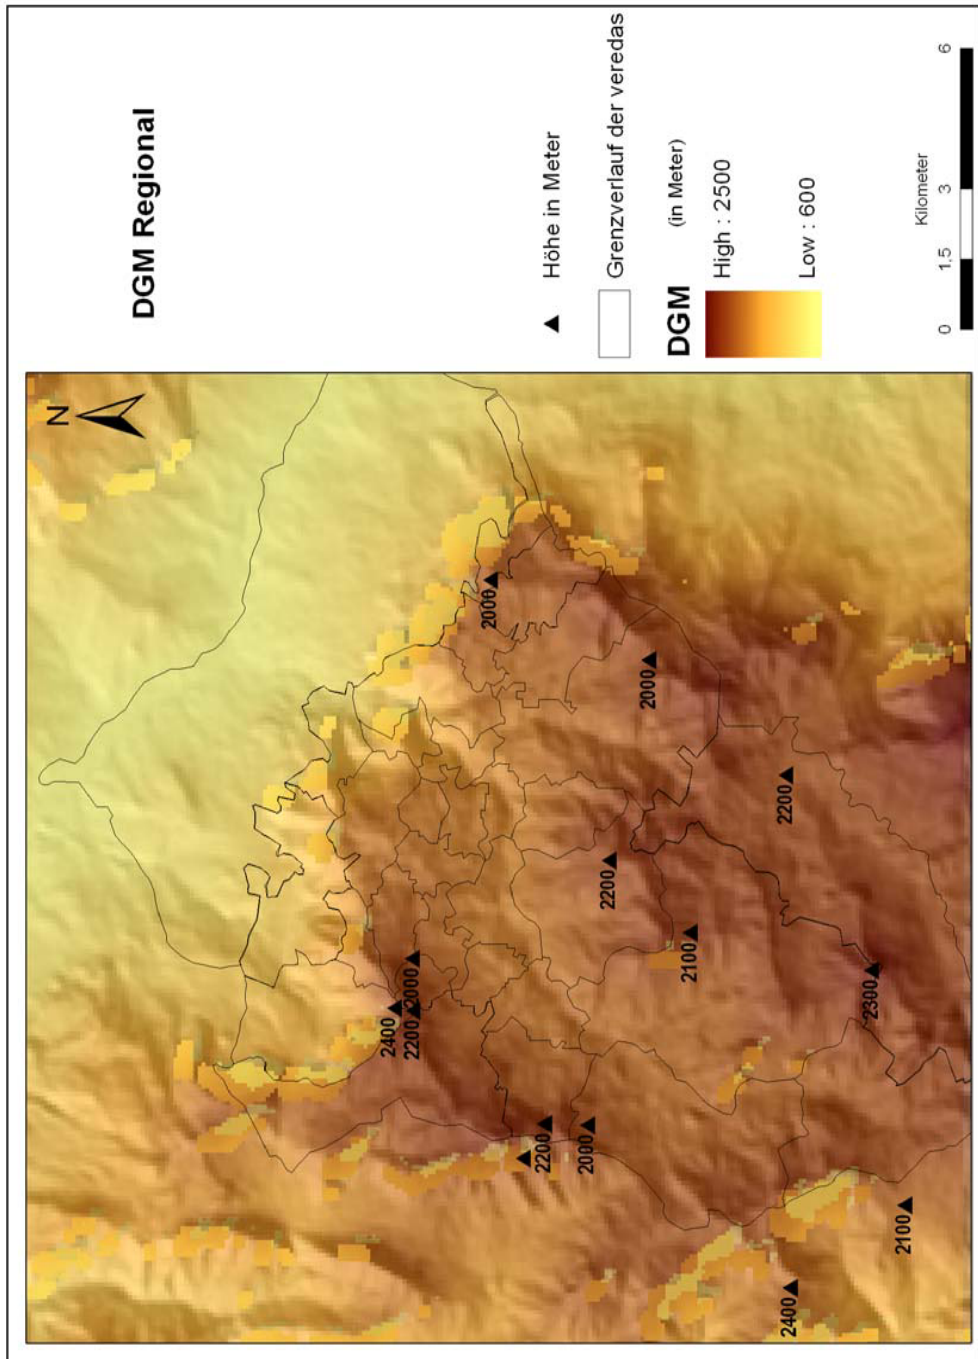 DGM Regional
N
2400
2200
2000
2000
2200
2000
2200
2000
2100
2200
2400
2300
2100
Höhe in Meter
Grenzverlauf der veredas
DGM (in Meter)
High : 2500
Low : 600
Kilometer
0 1,5 3 6